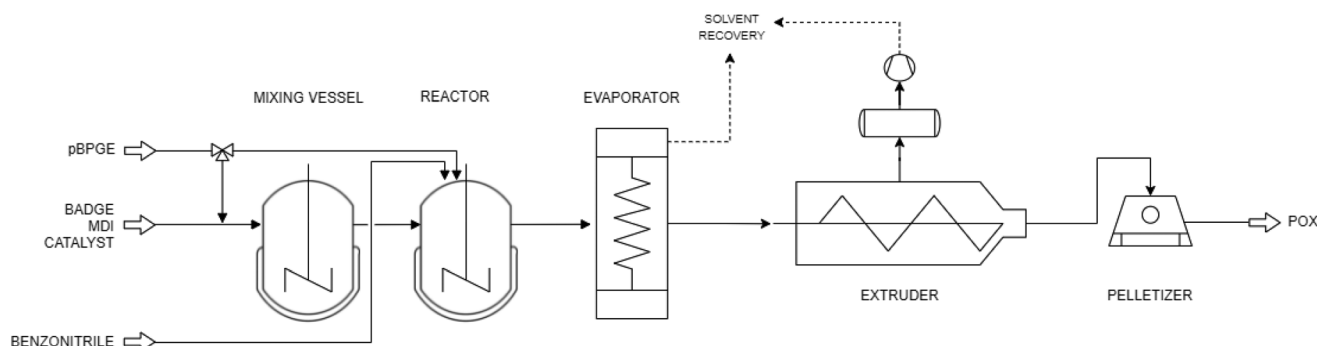 SOLVENT
RECOVERY
MIXING VESSEL
REACTOR
EVAPORATOR
pBPGE
BADGE
MDI
CATALYST
POX
EXTRUDER
PELLETIZER
BENZONITRILE